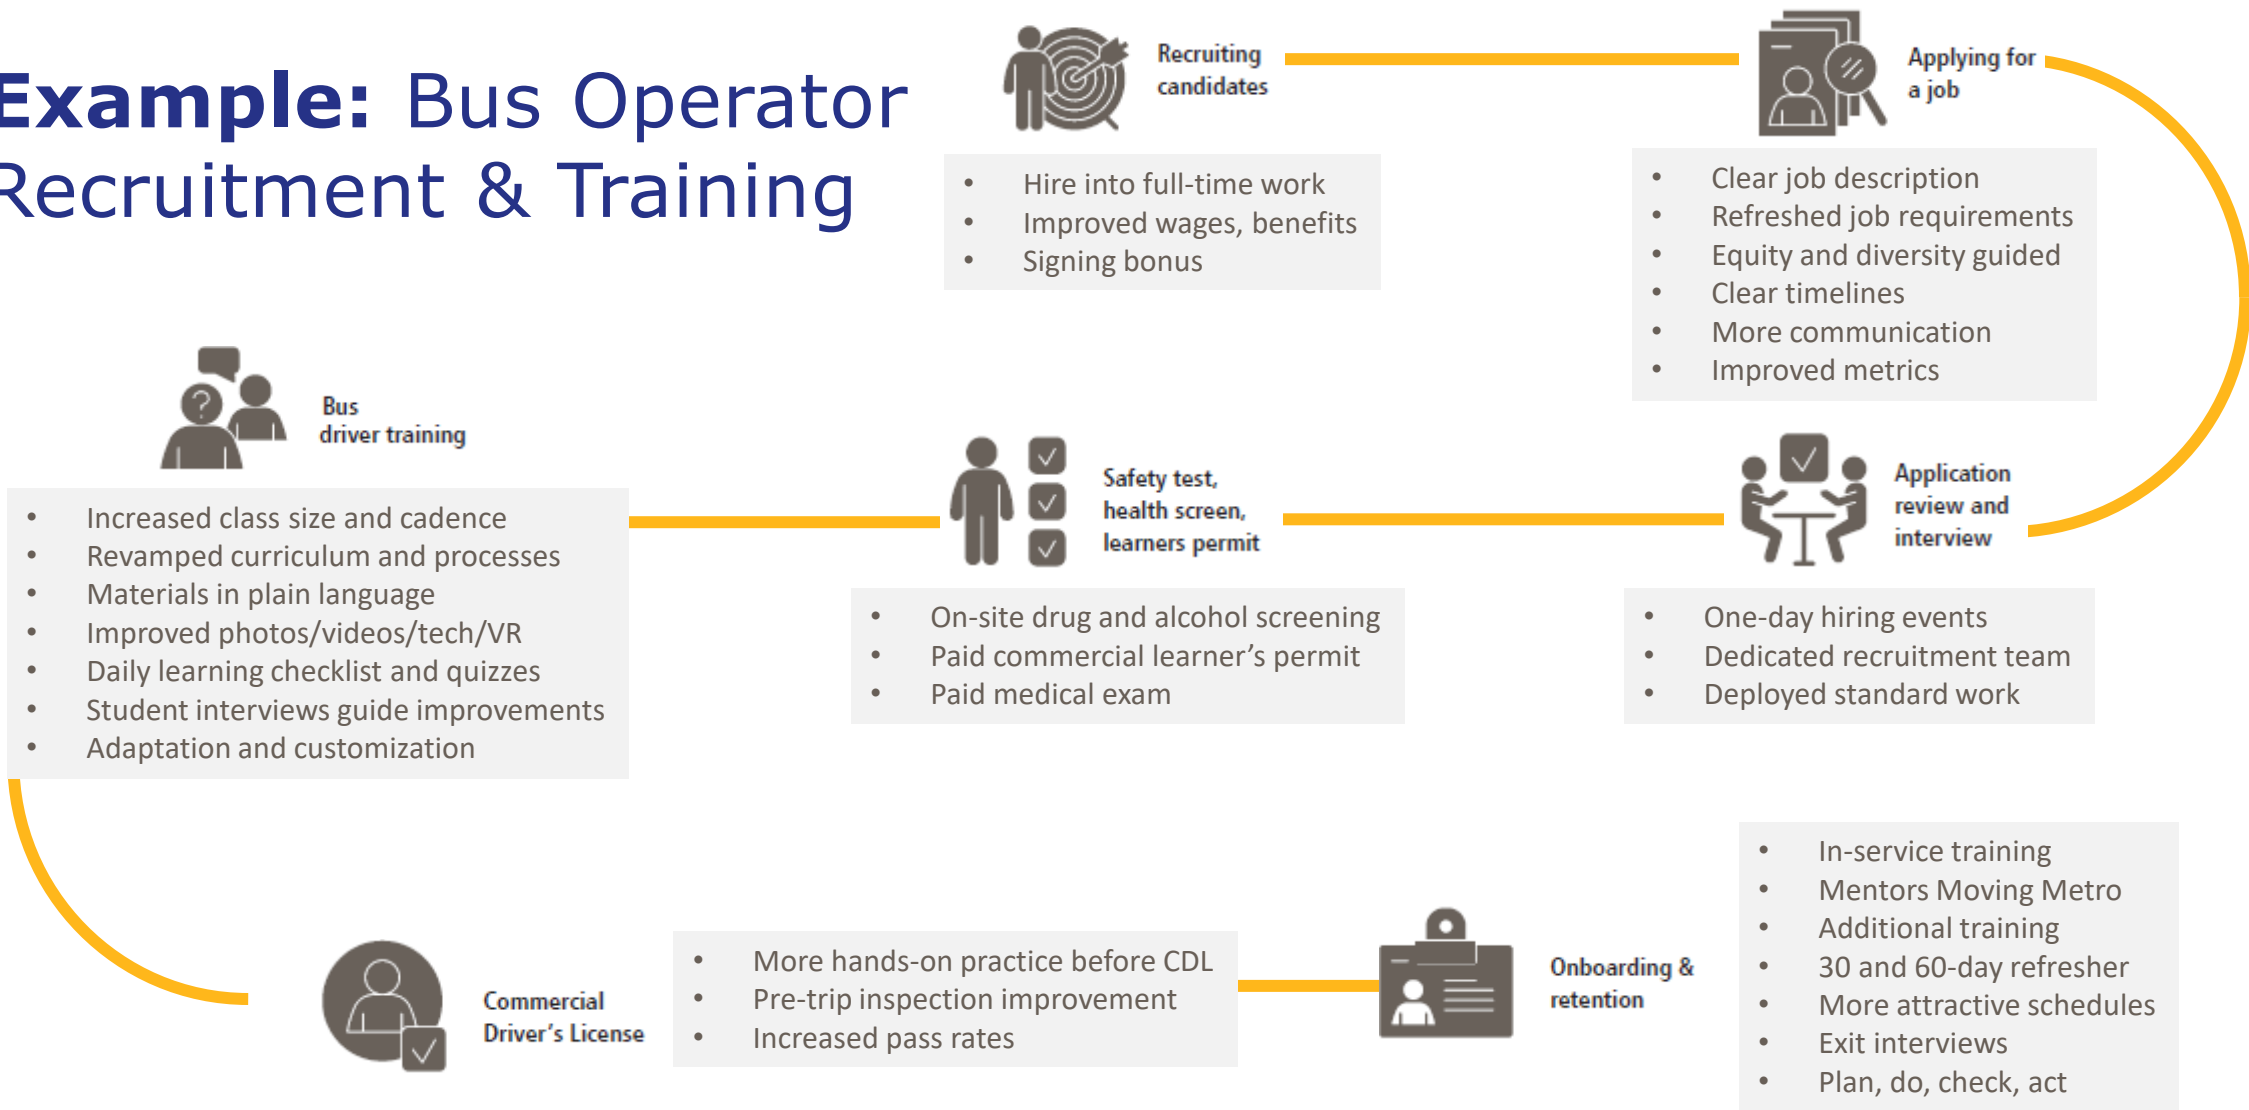 Example: Bus Operator
Recruitment & Training
Recruiting
candidates
• Hire into full-time work
• Improved wages, benefits
• Signing bonus
Applying for
a job
• Clear job description
• Refreshed job requirements
• Equity and diversity guided
• Clear timelines
• More communication
• Improved metrics
Application
review and
interview
• One-day hiring events
• Dedicated recruitment team
• Deployed standard work
Safety test,
health screen,
learners permit
• On-site drug and alcohol screening
• Paid commercial learner’s permit
• Paid medical exam
?
Bus
driver training
• Increased class size and cadence
• Revamped curriculum and processes
• Materials in plain language
• Improved photos/videos/tech/VR
• Daily learning checklist and quizzes
• Student interviews guide improvements
• Adaptation and customization
Commercial
Driver’s License
• More hands-on practice before CDL
• Pre-trip inspection improvement
• Increased pass rates
Onboarding &
retention
• In-service training
• Mentors Moving Metro
• Additional training
• 30 and 60-day refresher
• More attractive schedules
• Exit interviews
• Plan, do, check, act